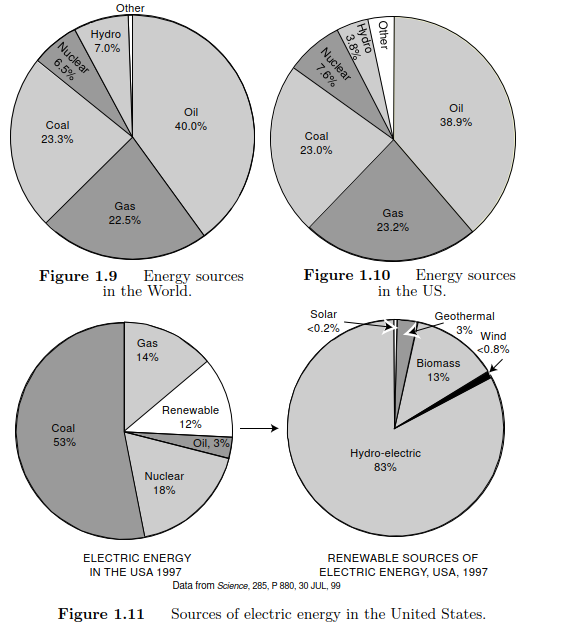 Other
Hydro
7.0%
Nuclear
6.5%
Oil
40.0%
Coal
23.3%
Gas
22.5%
Figure 1.9 Energy sources
in the World.
Other
Hydro
3.8%
Nuclear
7.6%
Oil
38.9%
Coal
23.0%
Gas
23.2%
Figure 1.10 Energy sources
in the US.
Gas
14%
Renewable
12%
Oil, 3%
Coal
53%
Nuclear
18%
ELECTRIC ENERGY
IN THE USA 1997
Solar
<0.2%
Geothermal
3%
Wind
<0.8%
Biomass
13%
Hydro-electric
83%
RENEWABLE SOURCES OF
ELECTRIC ENERGY, USA, 1997
Data from Science, 285, P 880, 30 JUL, 99
Figure 1.11 Sources of electric energy in the United States.